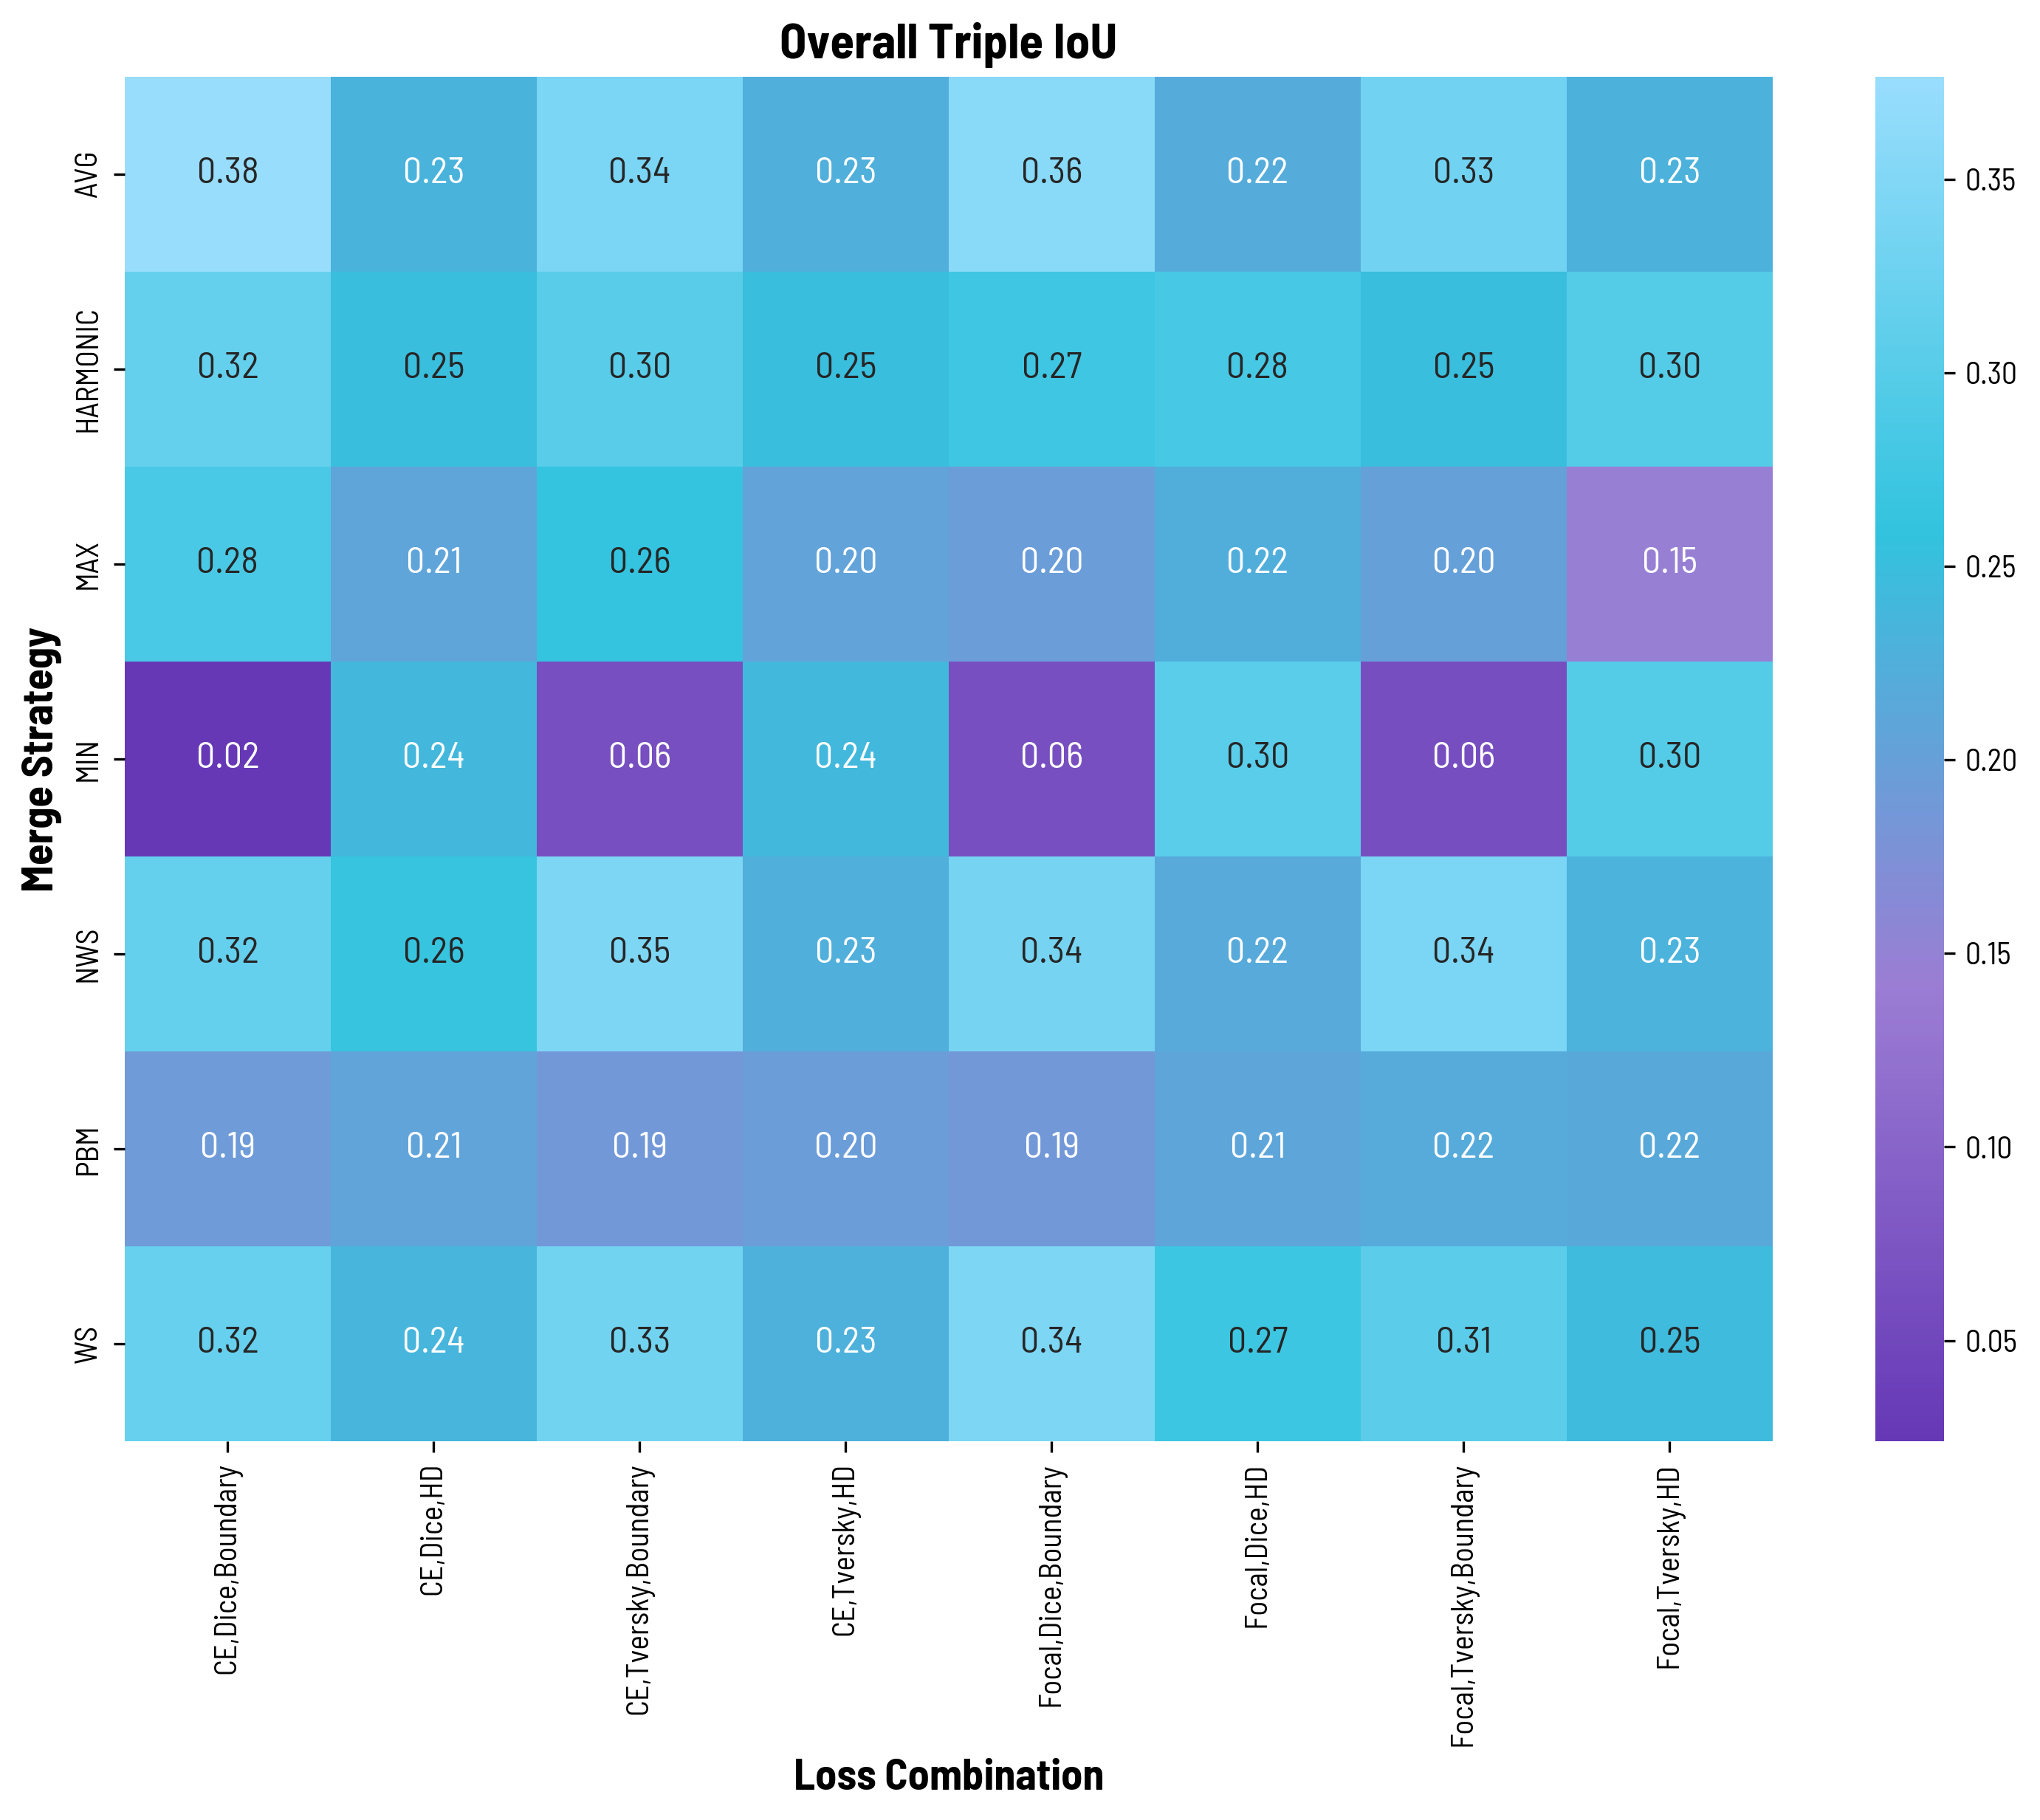 Overall Triple IoU
Merge Strategy
AVG 0.38 0.23 0.34 0.23 0.36 0.22 0.33 0.23
HARMONIC 0.32 0.25 0.30 0.25 0.27 0.28 0.25 0.30
MAX 0.28 0.21 0.26 0.20 0.20 0.22 0.20 0.15
MIN 0.02 0.24 0.06 0.24 0.06 0.30 0.06 0.30
NWS 0.32 0.26 0.35 0.23 0.34 0.22 0.34 0.23
PBM 0.19 0.21 0.19 0.20 0.19 0.21 0.22 0.22
WS 0.32 0.24 0.33 0.23 0.34 0.27 0.31 0.25
CE,Dice,Boundary
CE,Dice,HD
CE,Tversky,Boundary
CE,Tversky,HD
Focal,Dice,Boundary
Focal,Dice,HD
Focal,Tversky,Boundary
Focal,Tversky,HD
Loss Combination
0.35
0.30
0.25
0.20
0.15
0.10
0.05